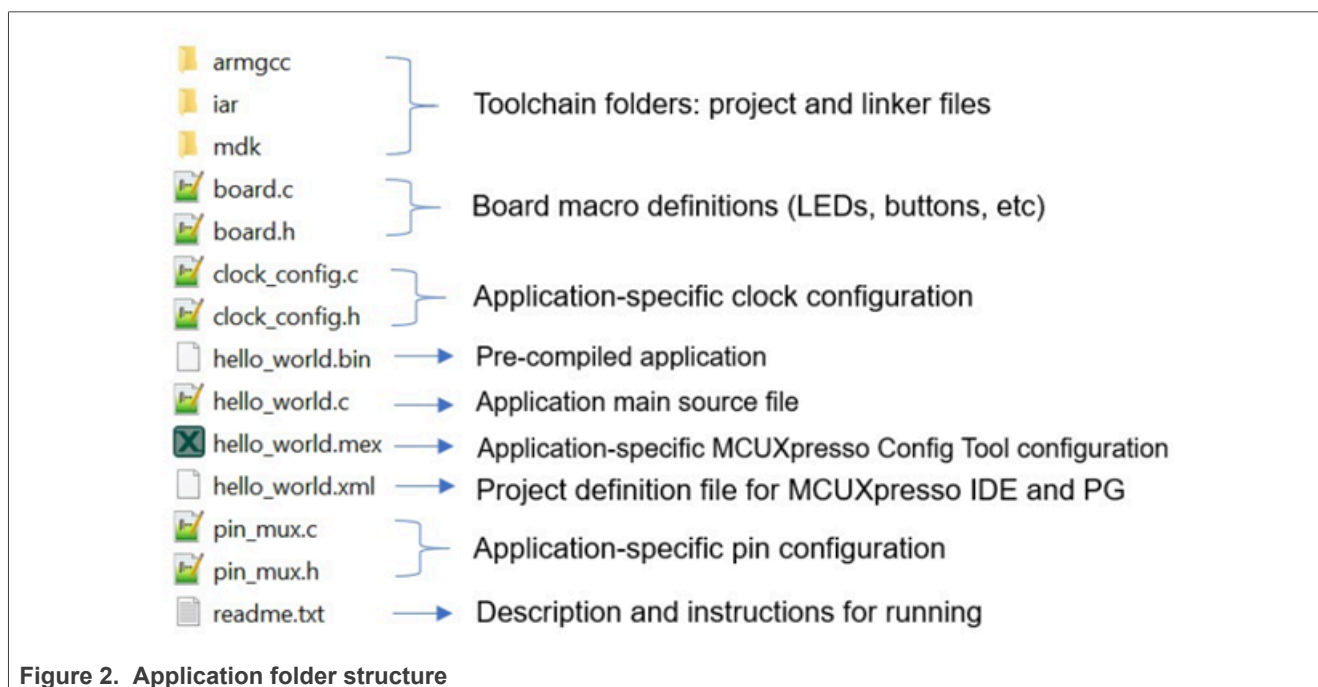 armgcc
iar
mdk
Toolchain folders: project and linker files
board.c
board.h
Board macro definitions (LEDs, buttons, etc)
clock_config.c
clock_config.h
Application-specific clock configuration
hello_world.bin
Pre-compiled application
hello_world.c
Application main source file
hello_world.mex
Application-specific MCUXpresso Config Tool configuration
hello_world.xml
Project definition file for MCUXpresso IDE and PG
pin_mux.c
pin_mux.h
Application-specific pin configuration
readme.txt
Description and instructions for running
Figure 2. Application folder structure